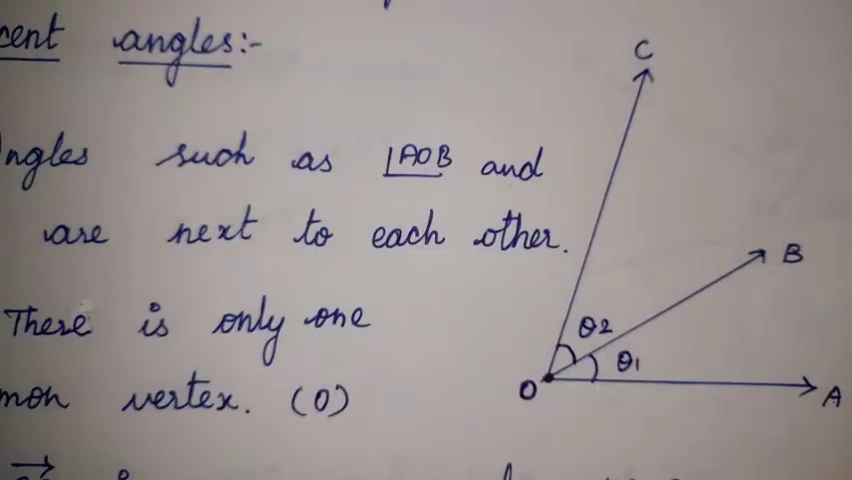 cent angles:-
ngles such as ∠AOB and
are next to each other.
There is only one
mon vertex. (O)
C
B
θ2
θ1
O
A